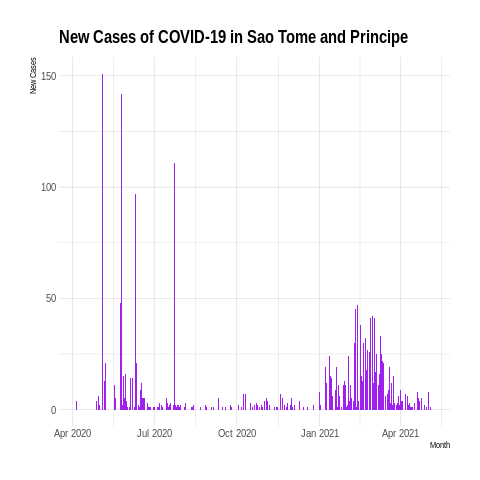 New Cases of COVID-19 in Sao Tome and Principe
New Cases
150
100
50
0
Apr 2020 Jul 2020 Oct 2020 Jan 2021 Apr 2021
Month